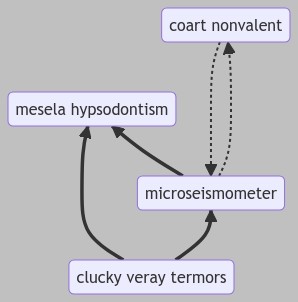 coart nonvalent
mesela hypsodontism
microseismometer
clucky veray termors